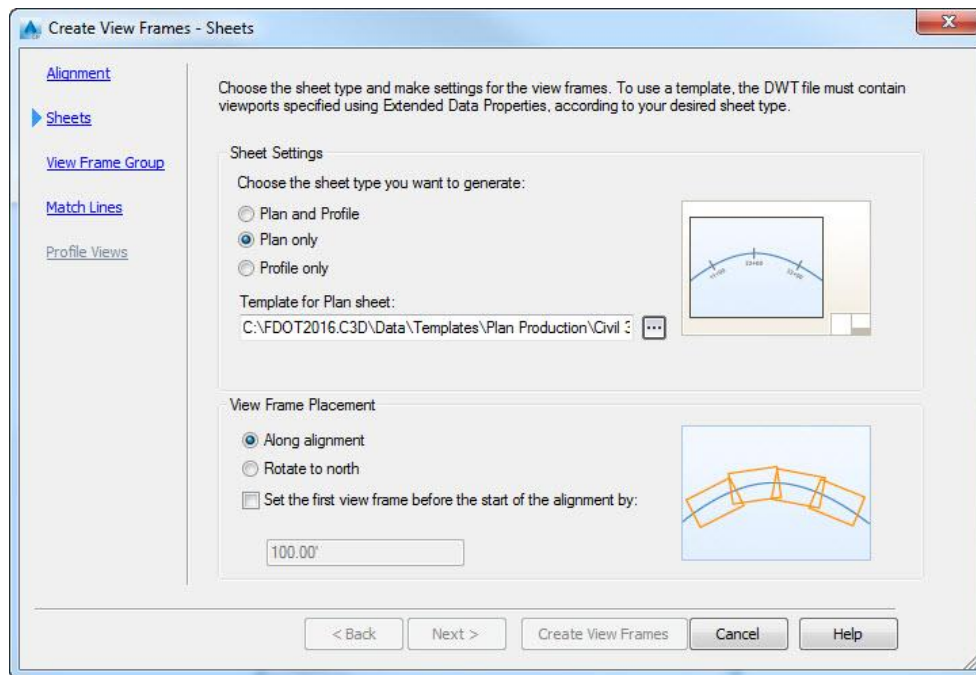 Create View Frames - Sheets
Alignment
Sheets
View Frame Group
Match Lines
Profile Views
Choose the sheet type and make settings for the view frames. To use a template, the DWT file must contain
viewports specified using Extended Data Properties, according to your desired sheet type.
Sheet Settings
Choose the sheet type you want to generate:
Plan and Profile
Plan only
Profile only
Template for Plan sheet:
C:\FDOT2016.C3D\Data\Templates\Plan Production\Civil 3
...
View Frame Placement
Along alignment
Rotate to north
Set the first view frame before the start of the alignment by:
100.00'
< Back
Next >
Create View Frames
Cancel
Help